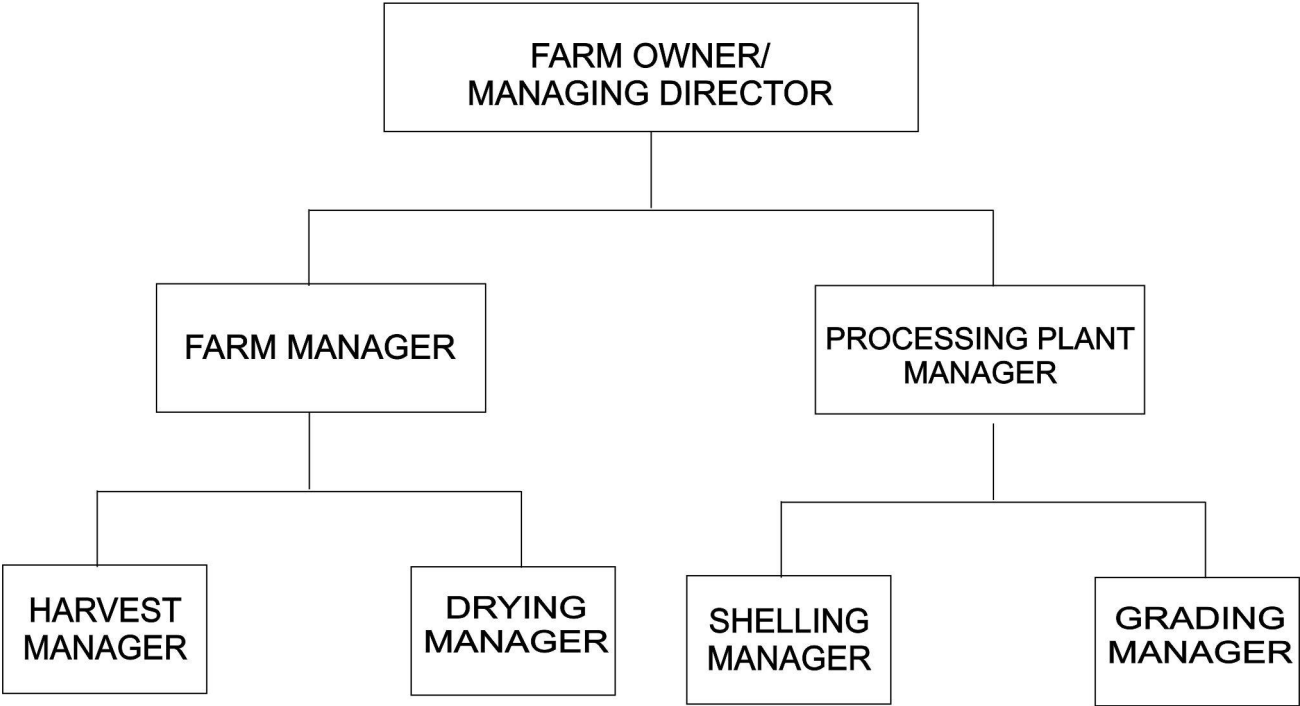 FARM OWNER/
MANAGING DIRECTOR
FARM MANAGER
PROCESSING PLANT
MANAGER
HARVEST
MANAGER
DRYING
MANAGER
SHELLING
MANAGER
GRADING
MANAGER